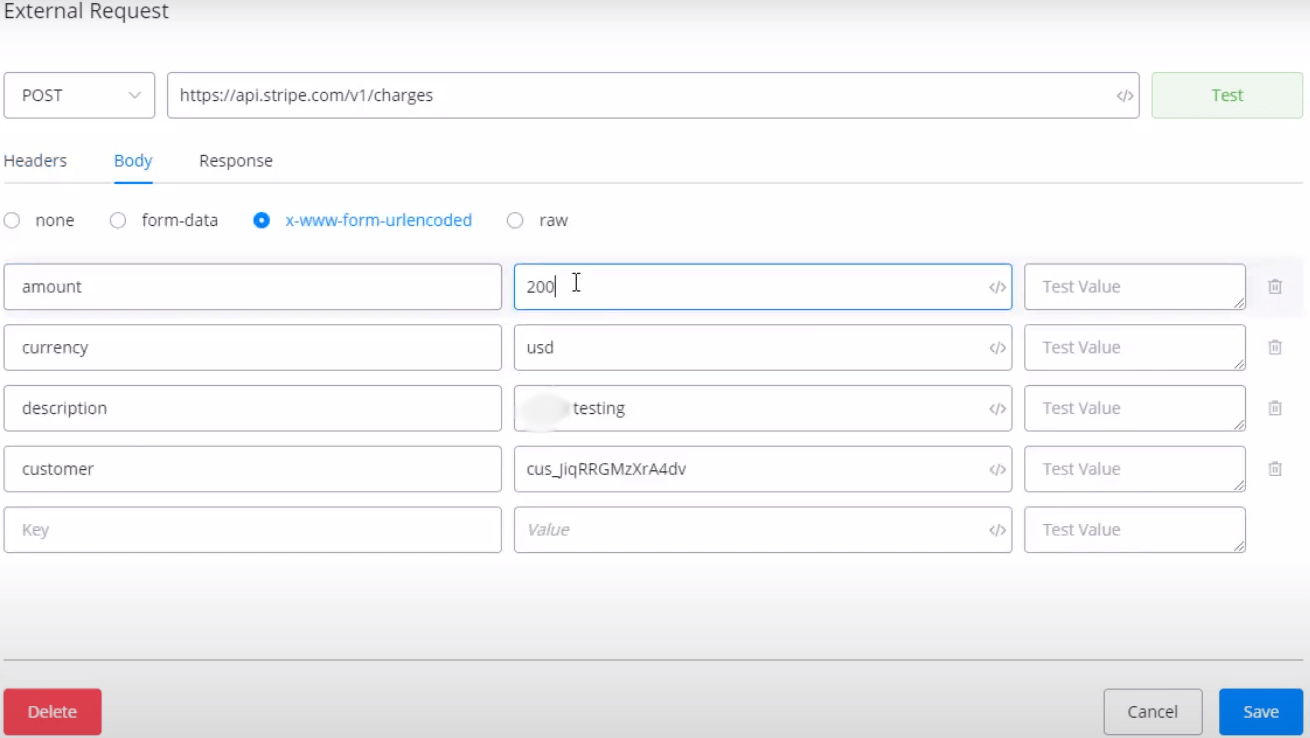 External Request
POST https://api.stripe.com/v1/charges </> Test
Headers Body Response
none form-data x-www-form-urlencoded raw
amount 200 </> Test Value
currency usd </> Test Value
description testing </> Test Value
customer cus_JiqRRGMzXrA4dv </> Test Value
Key Value </> Test Value
Delete Cancel Save